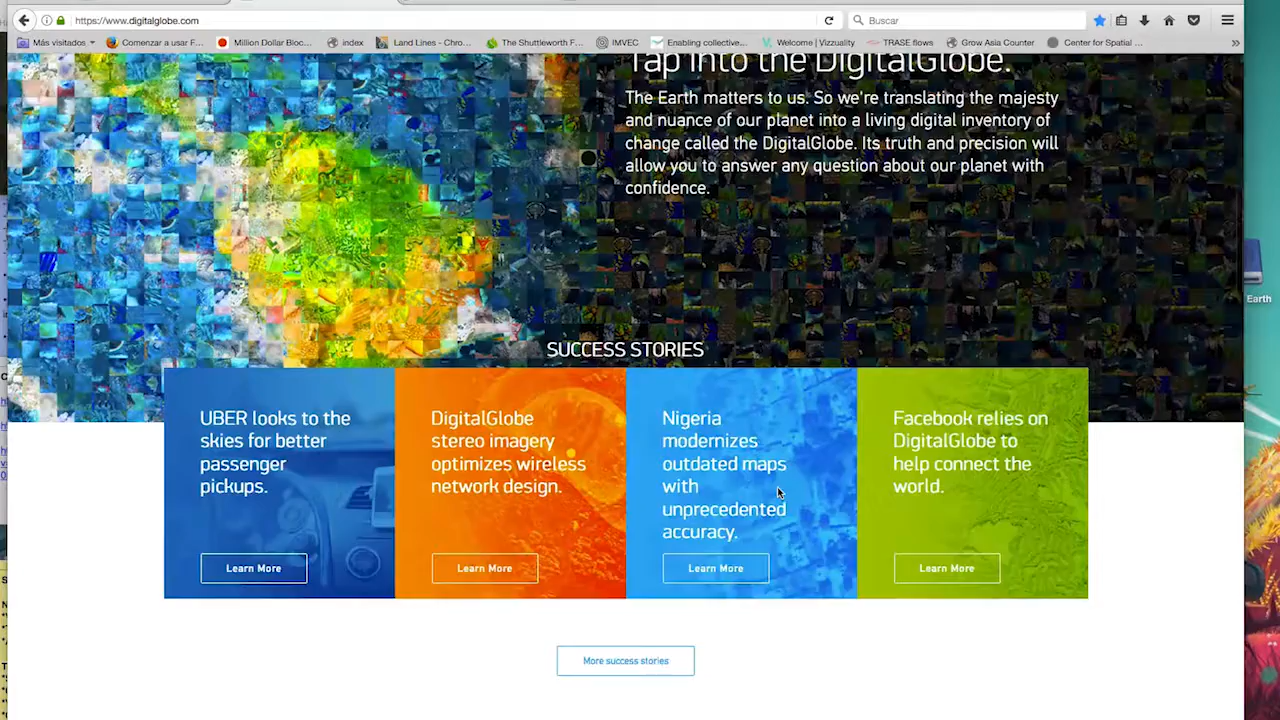 https://www.digitalglobe.com
Buscar
Más visitados
Comenzar a usar F...
Million Dollar Bloc...
index
Land Lines - Chro...
The Shuttleworth F...
IMVEC
Enabling collective...
Welcome | Vizzuality
TRASE flows
Grow Asia Counter
Center for Spatial ...
Tap into the DigitalGlobe.
The Earth matters to us. So we're translating the majesty
and nuance of our planet into a living digital inventory of
change called the DigitalGlobe. Its truth and precision will
allow you to answer any question about our planet with
confidence.
Earth
SUCCESS STORIES
UBER looks to the
skies for better
passenger
pickups.
Learn More
DigitalGlobe
stereo imagery
optimizes wireless
network design.
Learn More
Nigeria
modernizes
outdated maps
with
unprecedented
accuracy.
Learn More
Facebook relies on
DigitalGlobe to
help connect the
world.
Learn More
More success stories